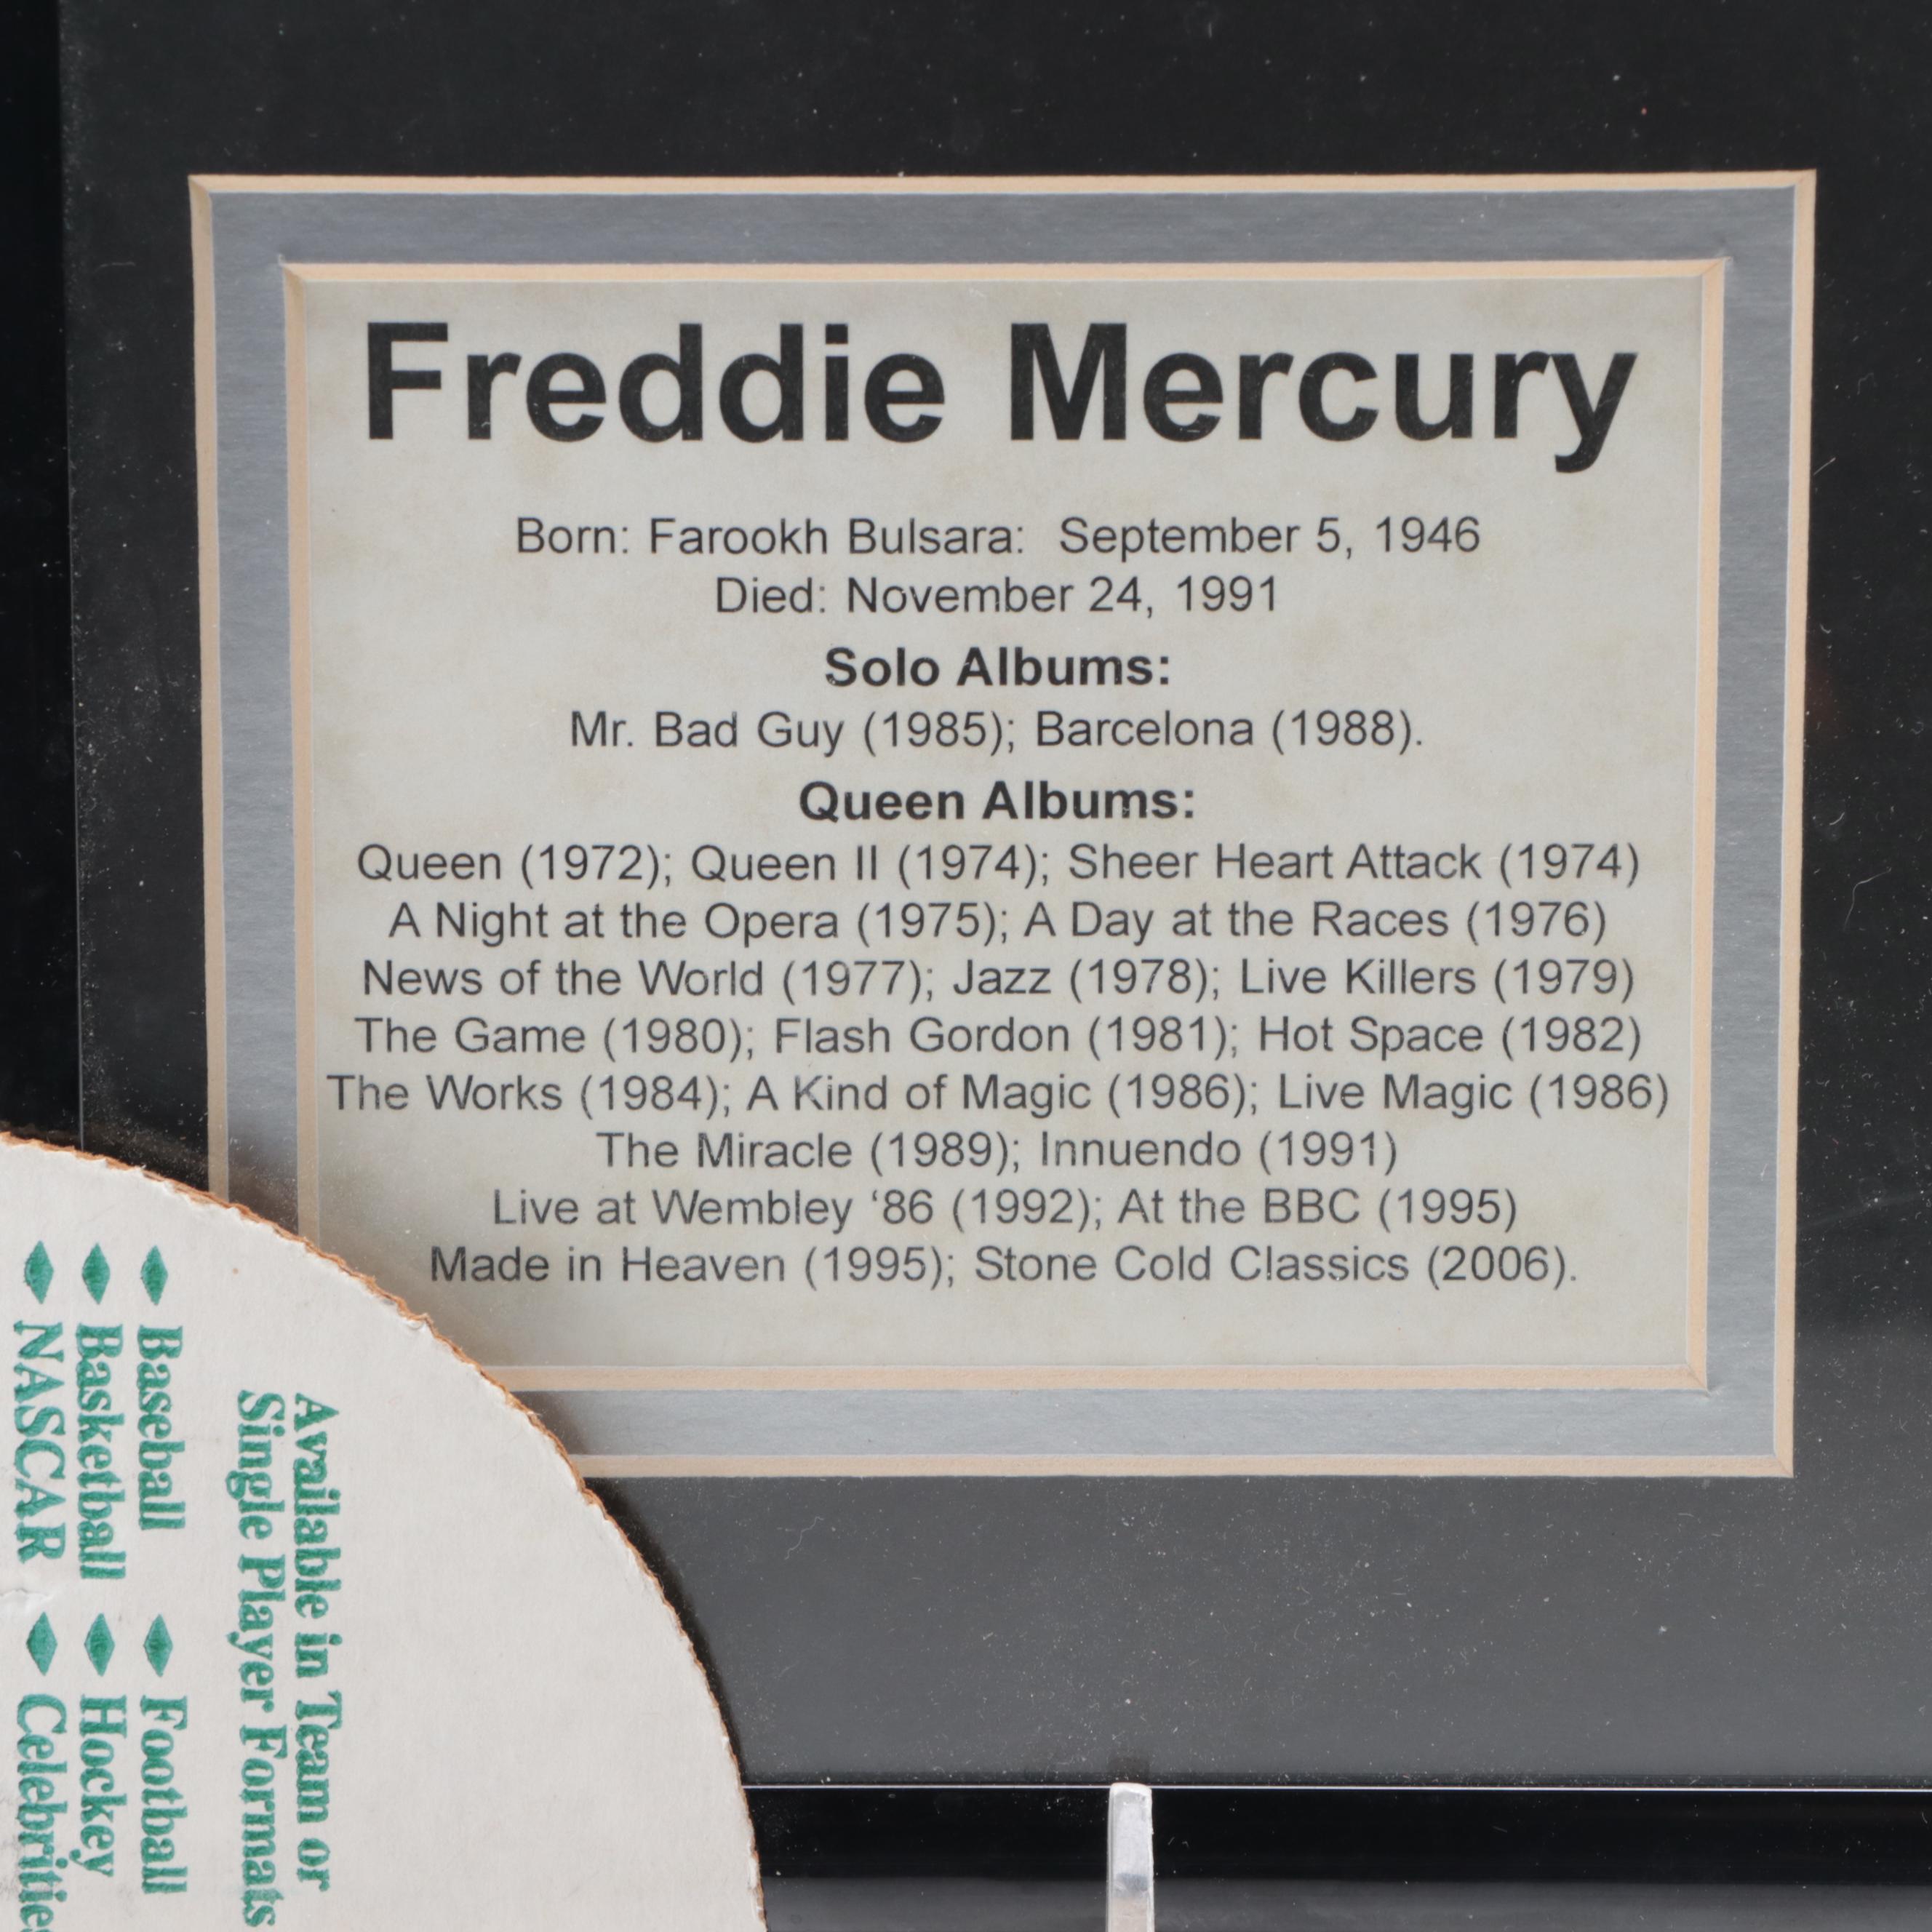 Freddie Mercury
Born: Farookh Bulsara:  September 5, 1946
Died: November 24, 1991
Solo Albums:
Mr. Bad Guy (1985); Barcelona (1988).
Queen Albums:
Queen (1972); Queen II (1974); Sheer Heart Attack (1974)
A Night at the Opera (1975); A Day at the Races (1976)
News of the World (1977); Jazz (1978); Live Killers (1979)
The Game (1980); Flash Gordon (1981); Hot Space (1982)
The Works (1984); A Kind of Magic (1986); Live Magic (1986)
The Miracle (1989); Innuendo (1991)
Live at Wembley ‘86 (1992); At the BBC (1995)
Made in Heaven (1995); Stone Cold Classics (2006).
Available in Team or
Single Player Formats
♦ Baseball ♦ Football
♦ Basketball ♦ Hockey
♦ NASCAR ♦ Celebrities